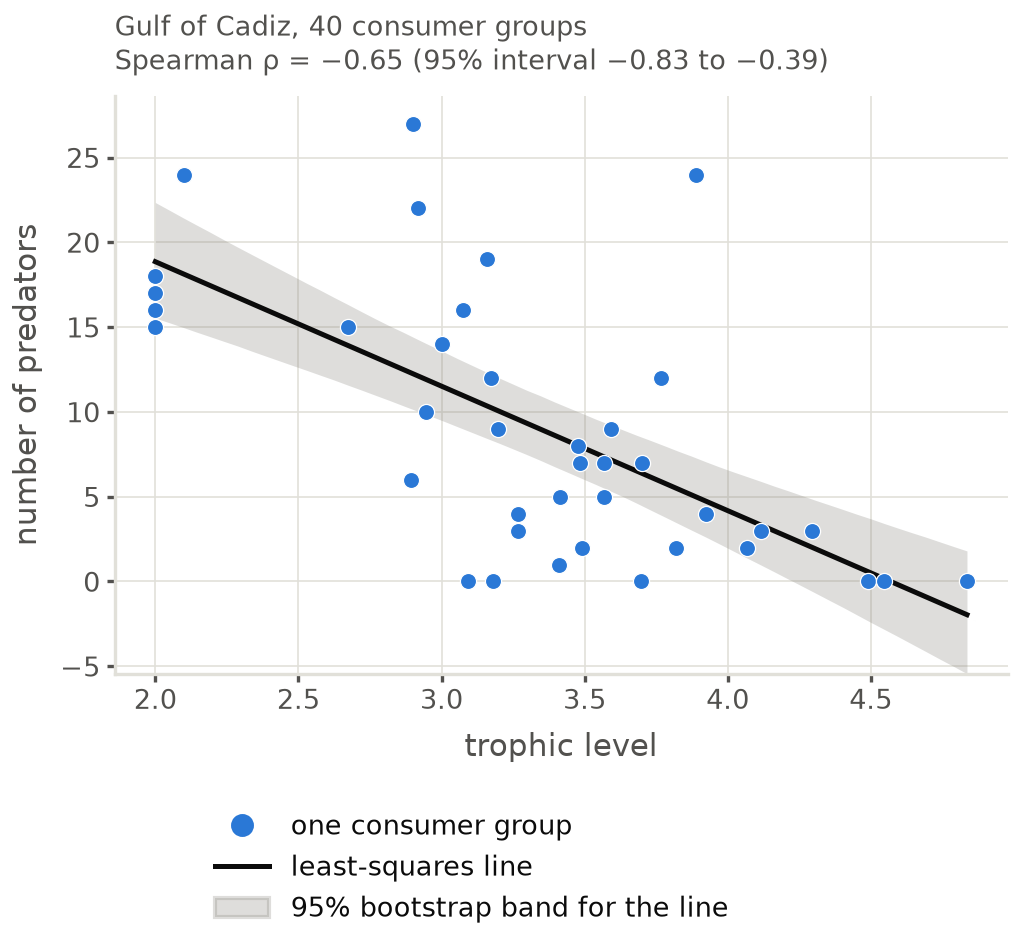 Gulf of Cadiz, 40 consumer groups
Spearman ρ = −0.65 (95% interval −0.83 to −0.39)
number of predators
25
20
15
10
5
0
−5
2.0 2.5 3.0 3.5 4.0 4.5
trophic level
one consumer group
least-squares line
95% bootstrap band for the line